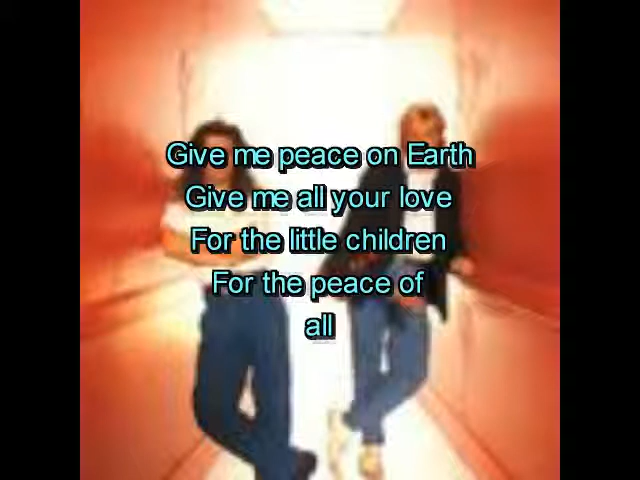 Give me peace on Earth
Give me all your love
For the little children
For the peace of
all